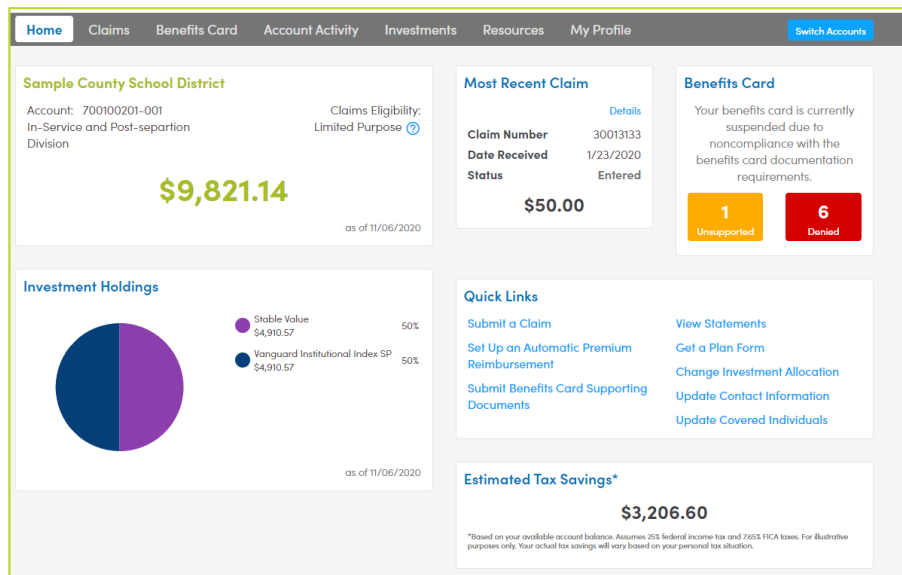 Home Claims Benefits Card Account Activity Investments Resources My Profile Switch Accounts
Sample County School District
Account: 700100201-001
In-Service and Post-separtion
Division
Claims Eligibility:
Limited Purpose ?
$9,821.14
as of 11/06/2020
Most Recent Claim
Details
Claim Number 30013133
Date Received 1/23/2020
Status Entered
$50.00
Benefits Card
Your benefits card is currently
suspended due to
noncompliance with the
benefits card documentation
requirements.
1
Unsupported
6
Denied
Investment Holdings
Stable Value
$4,910.57
50%
Vanguard Institutional Index SP
$4,910.57
50%
as of 11/06/2020
Quick Links
Submit a Claim
Set Up an Automatic Premium
Reimbursement
Submit Benefits Card Supporting
Documents
View Statements
Get a Plan Form
Change Investment Allocation
Update Contact Information
Update Covered Individuals
Estimated Tax Savings*
$3,206.60
*Based on your available account balance. Assumes 25% federal income tax and 7.65% FICA taxes. For illustrative
purposes only. Your actual tax savings will vary based on your personal tax situation.